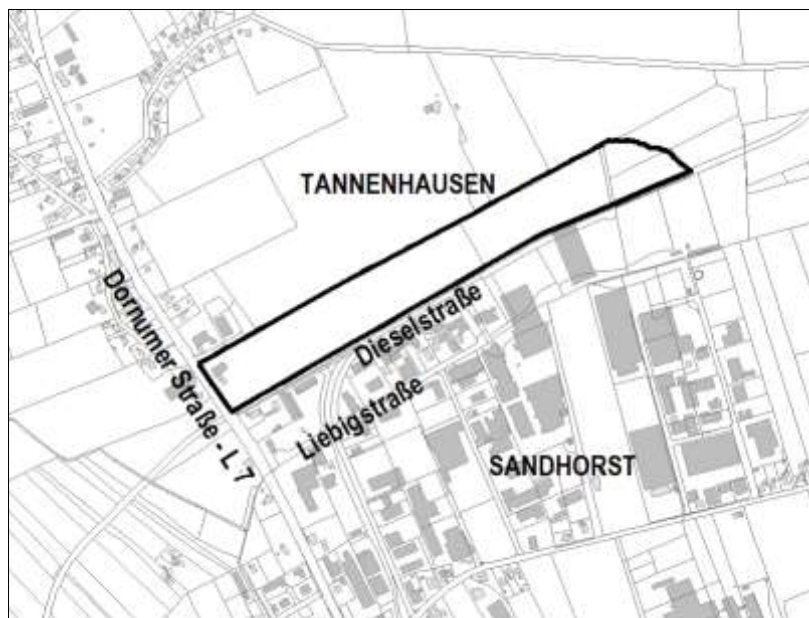 TANNENHAUSEN
Dornumer Straße - L 7
Dieselstraße
Liebigstraße
SANDHORST